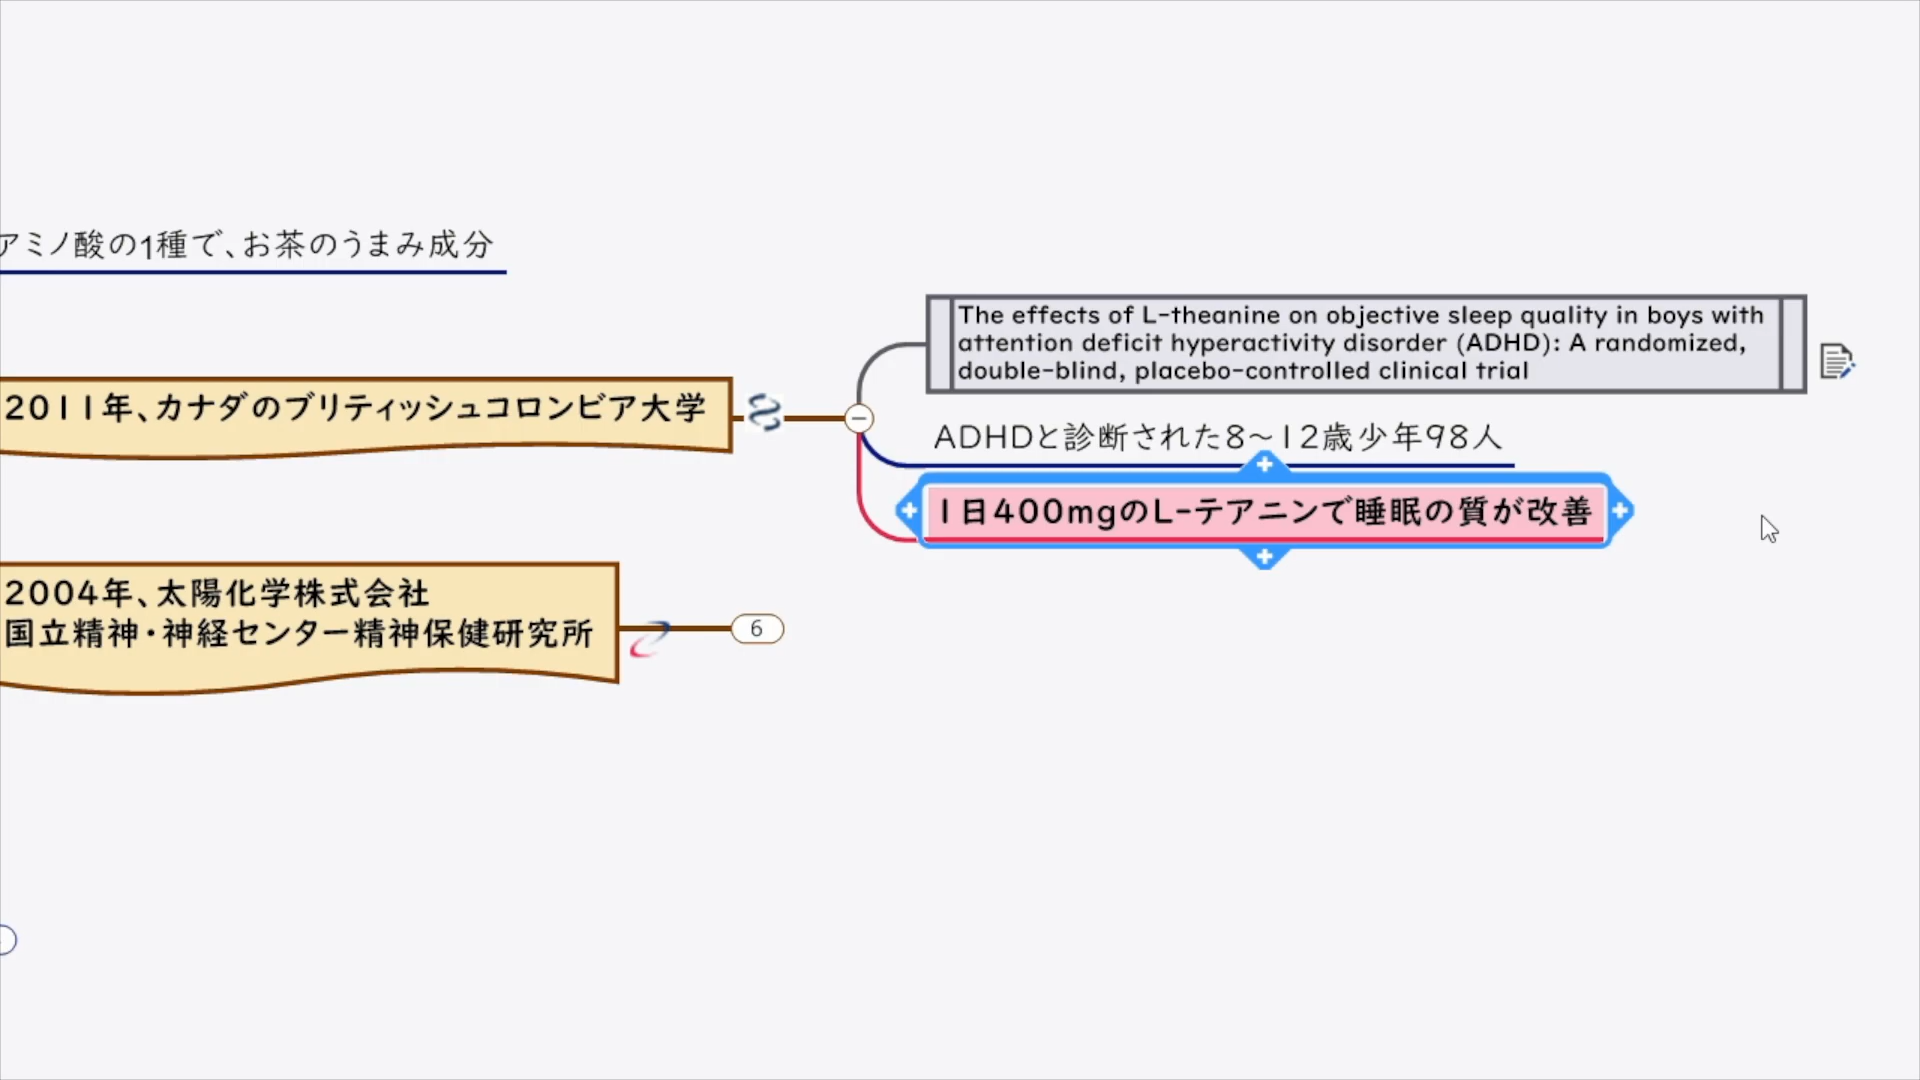 アミノ酸の1種で、お茶のうまみ成分
2011年、カナダのブリティッシュコロンビア大学
The effects of L-theanine on objective sleep quality in boys with
attention deficit hyperactivity disorder (ADHD): A randomized,
double-blind, placebo-controlled clinical trial
ADHDと診断された8~12歳少年98人
1日400mgのL-テアニンで睡眠の質が改善
2004年、太陽化学株式会社
国立精神・神経センター精神保健研究所
6